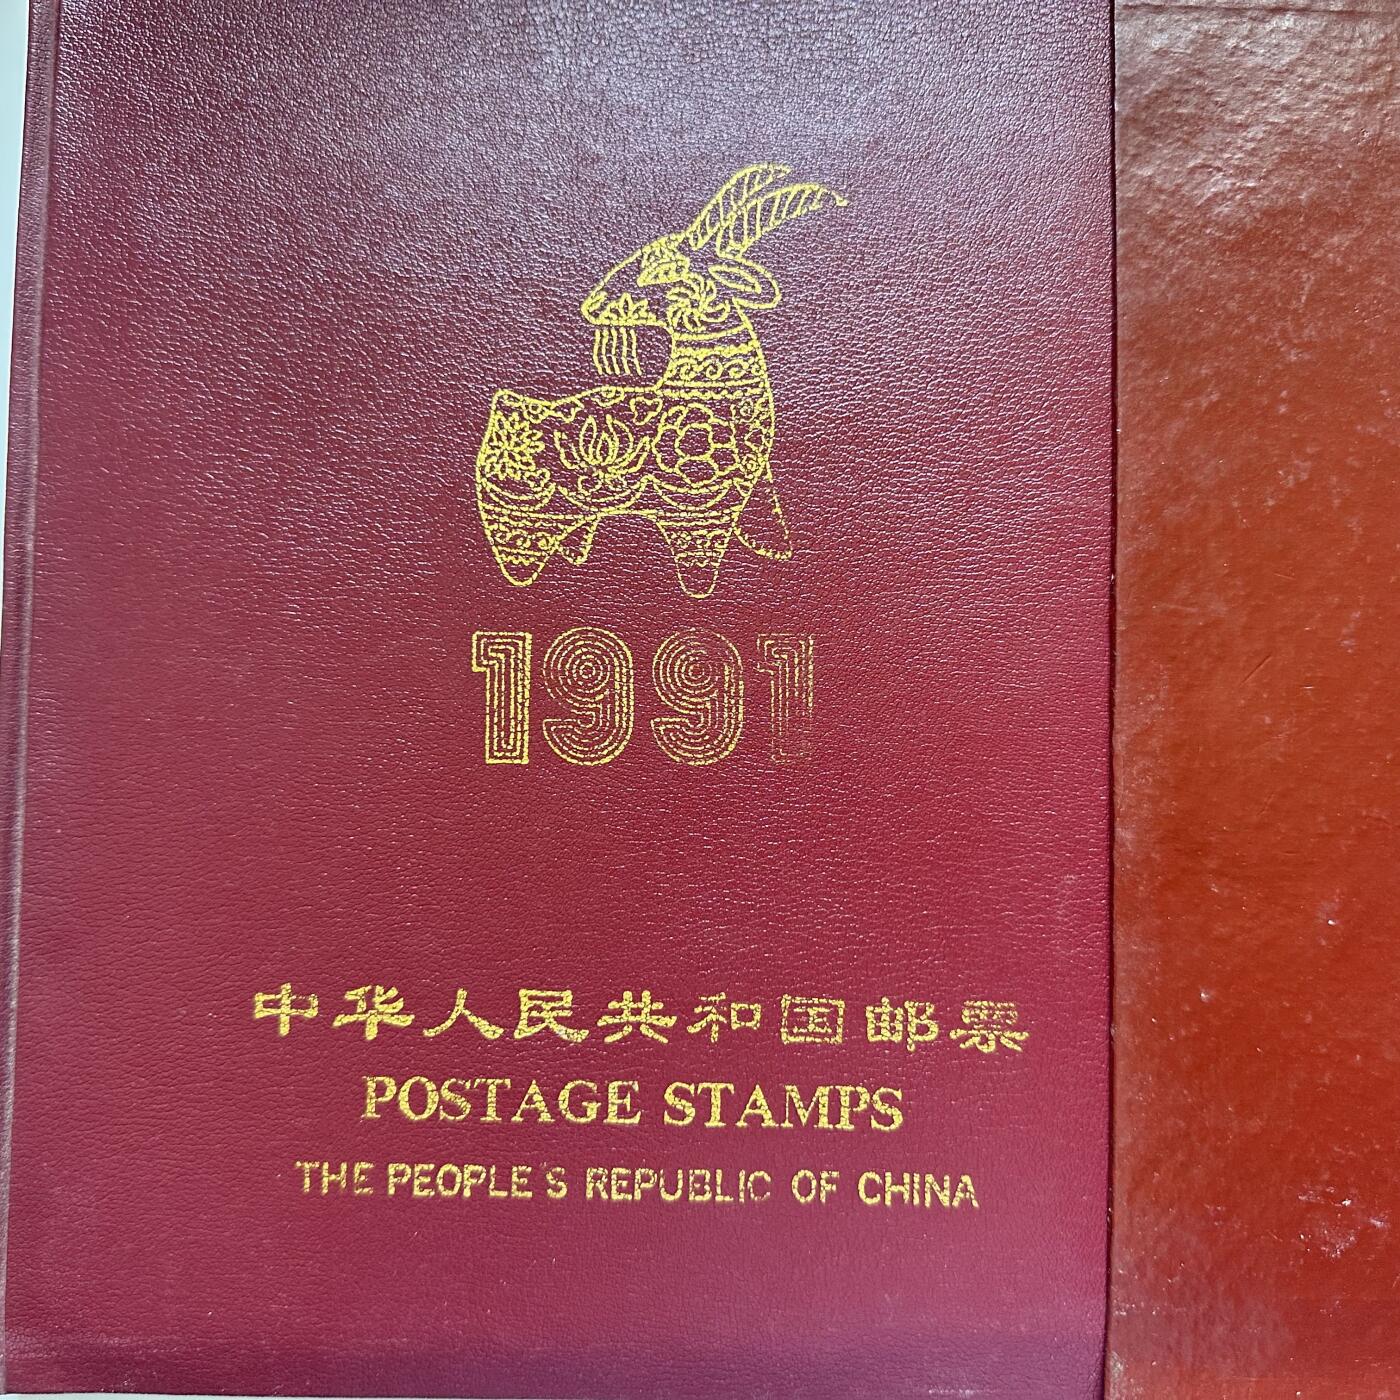 1991
中华人民共和国邮票
POSTAGE STAMPS
THE PEOPLE'S REPUBLIC OF CHINA